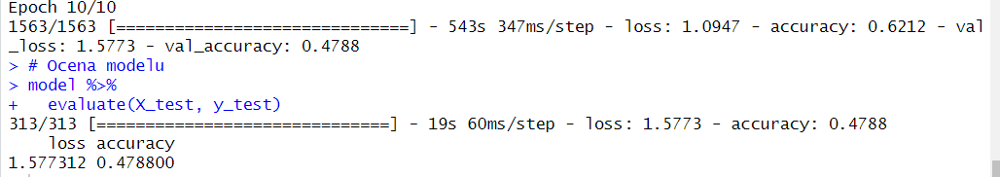 Epoch 10/10
1563/1563 [==============================] - 543s 347ms/step - loss: 1.0947 - accuracy: 0.6212 - val
_loss: 1.5773 - val_accuracy: 0.4788
> # Ocena modelu
> model %>%
+   evaluate(X_test, y_test)
313/313 [==============================] - 19s 60ms/step - loss: 1.5773 - accuracy: 0.4788
    loss accuracy
1.577312 0.478800